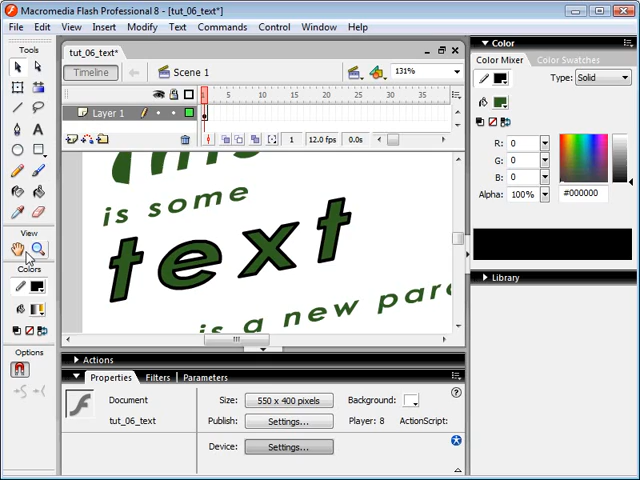 Macromedia Flash Professional 8 - [tut_06_text*]
File Edit View Insert Modify Text Commands Control Window Help
Tools
View
Colors
Options
tut_06_text*
Timeline
Scene 1
131%
1 5 10 15 20 25 30 35
Layer 1
1 12.0 fps 0.0s
This
is some
text
is a new para
Actions
Properties Filters Parameters
Document
tut_06_text
Size: 550 x 400 pixels
Background:
Publish: Settings...
Player: 8
ActionScript:
Device: Settings...
Color
Color Mixer Color Swatches
Type: Solid
R: 0
G: 0
B: 0
Alpha: 100%
#000000
Library